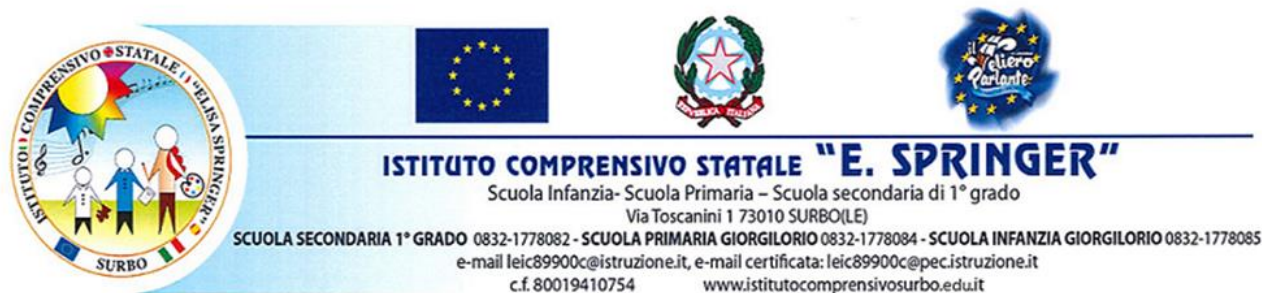 ISTITUTO COMPRENSIVO STATALE "ELISA SPRINGER"
SURBO
REPVBBLICA ITALIANA
il
Veliero
Parlante
ISTITUTO COMPRENSIVO STATALE "E. SPRINGER"
Scuola Infanzia- Scuola Primaria – Scuola secondaria di 1° grado
Via Toscanini 1 73010 SURBO(LE)
SCUOLA SECONDARIA 1° GRADO 0832-1778082 - SCUOLA PRIMARIA GIORGILORIO 0832-1778084 - SCUOLA INFANZIA GIORGILORIO 0832-1778085
e-mail leic89900c@istruzione.it, e-mail certificata: leic89900c@pec.istruzione.it
c.f. 80019410754 www.istitutocomprensivosurbo.edu.it